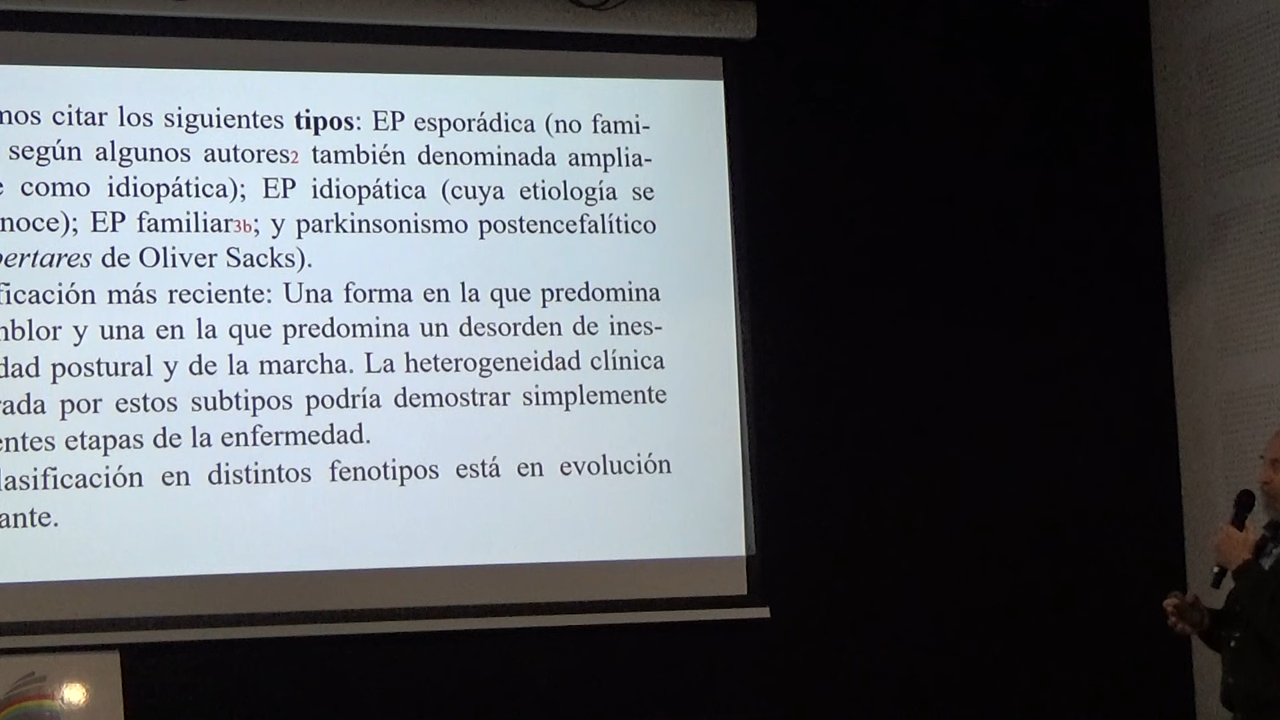 mos citar los siguientes tipos: EP esporádica (no fami-
según algunos autores2 también denominada amplia-
e como idiopática); EP idiopática (cuya etiología se
noce); EP familiar3b; y parkinsonismo postencefalítico
pertares de Oliver Sacks).
ficación más reciente: Una forma en la que predomina
mblor y una en la que predomina un desorden de ines-
dad postural y de la marcha. La heterogeneidad clínica
rada por estos subtipos podría demostrar simplemente
entes etapas de la enfermedad.
lasificación en distintos fenotipos está en evolución
ante.